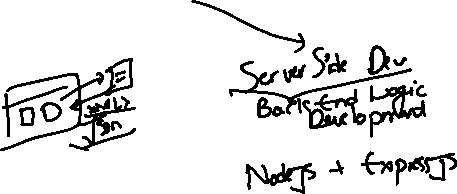 Server Side Dev
Back End Logic
Development
Nodejs + Expressjs